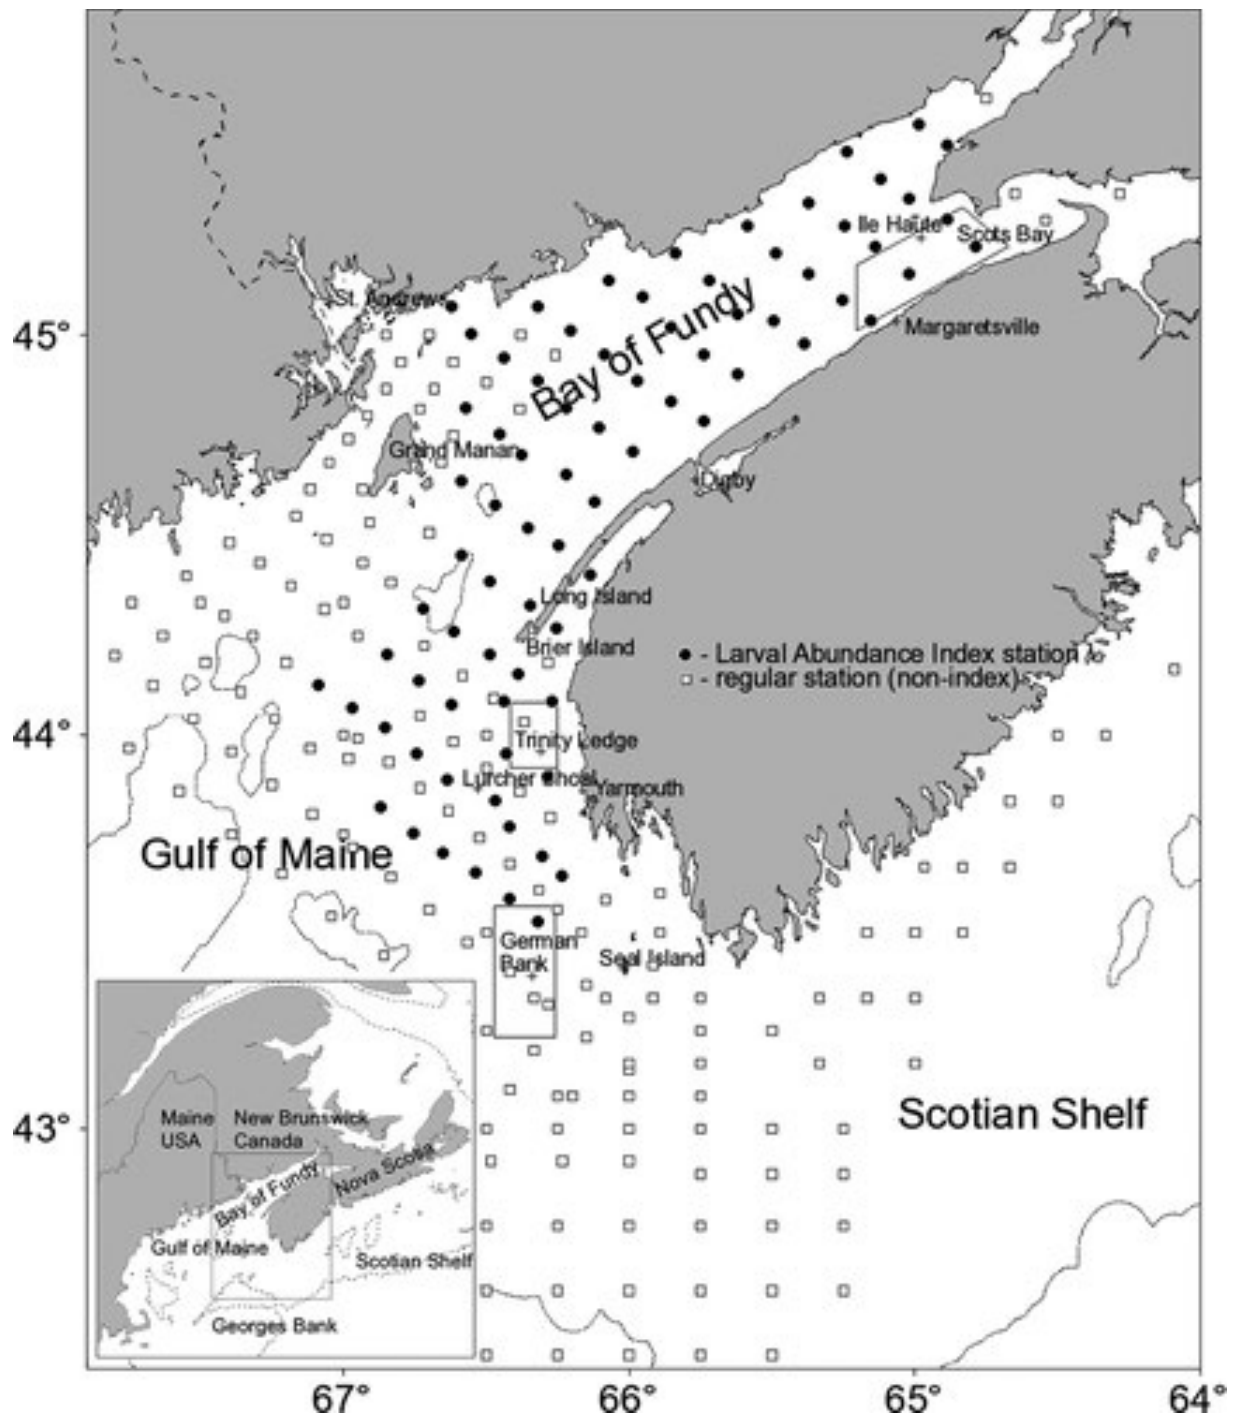 Ile Haute
Scots Bay
St. Andrews
Bay of Fundy
Margaretsville
45°
Grand Manan
Digby
Long Island
Brier Island
- Larval Abundance Index station
- regular station (non-index)
44°
Trinity Ledge
Lurcher Shoal
Yarmouth
Gulf of Maine
German
Bank
Seal Island
Scotian Shelf
43°
Maine
USA
New Brunswick
Canada
Bay of Fundy
Nova Scotia
Gulf of Maine
Scotian Shelf
Georges Bank
67°
66°
65°
64°